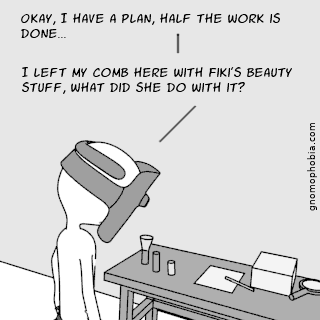 OKAY, I HAVE A PLAN, HALF THE WORK IS
DONE...
I LEFT MY COMB HERE WITH FIKI'S BEAUTY
STUFF, WHAT DID SHE DO WITH IT?
gnomophobia.com